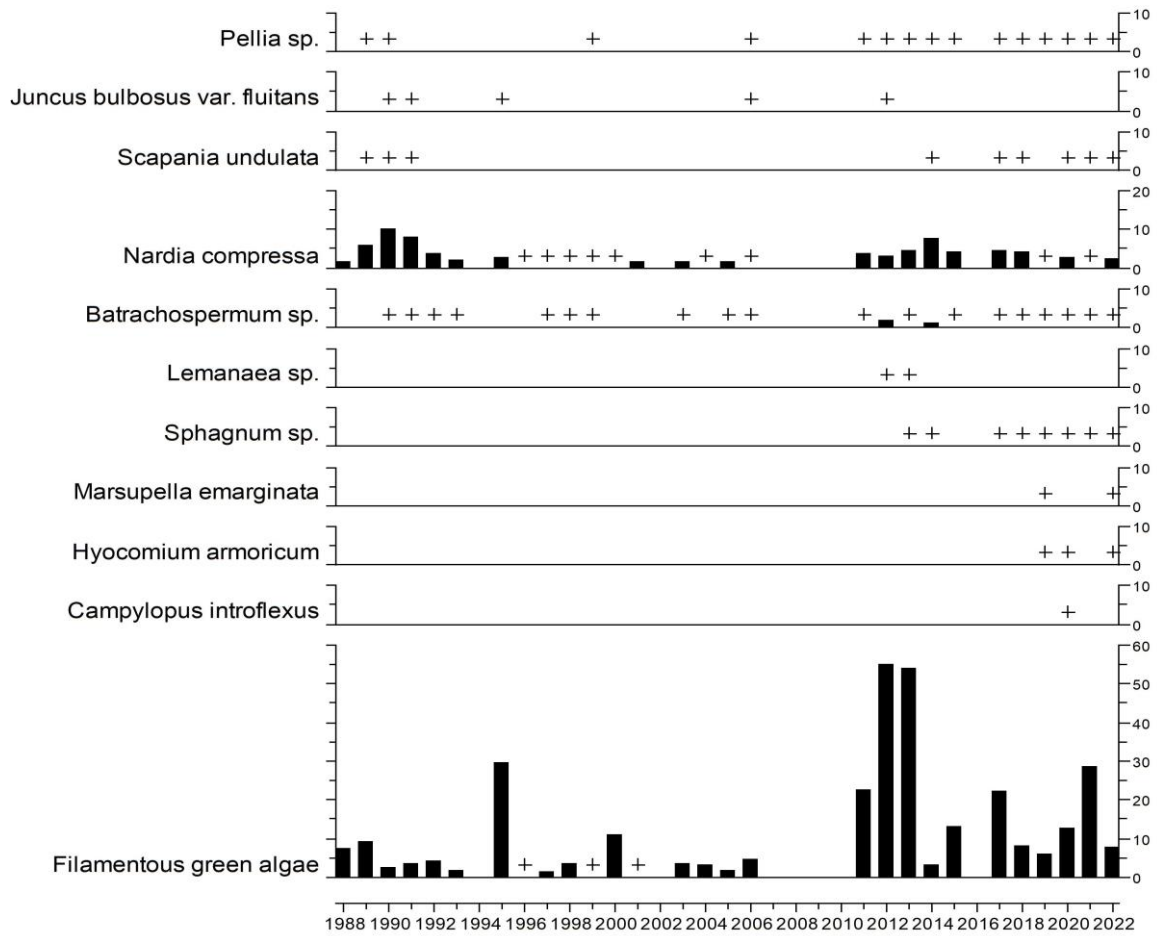 Pellia sp.
10
0
Juncus bulbosus var. fluitans
10
0
Scapania undulata
10
0
Nardia compressa
20
10
0
Batrachospermum sp.
10
0
Lemanaea sp.
10
0
Sphagnum sp.
10
0
Marsupella emarginata
10
0
Hyocomium armoricum
10
0
Campylopus introflexus
10
0
Filamentous green algae
60
50
40
30
20
10
0
1988 1990 1992 1994 1996 1998 2000 2002 2004 2006 2008 2010 2012 2014 2016 2018 2020 2022